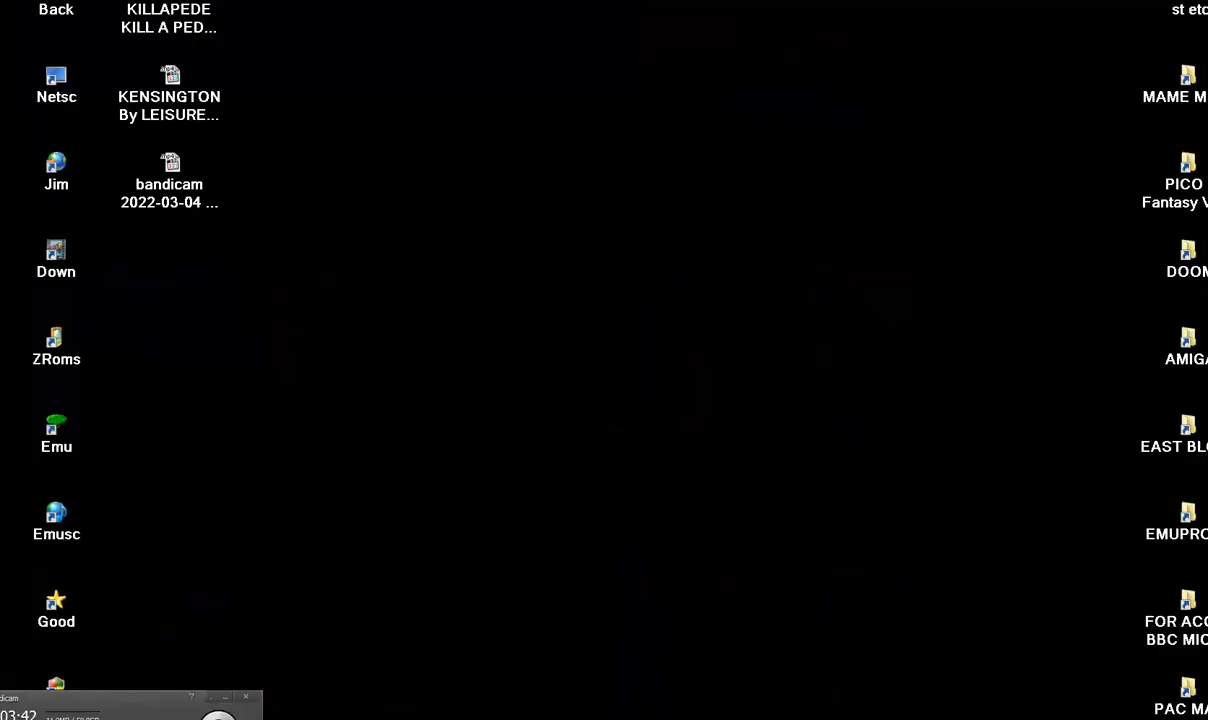 Back
KILLAPEDE
KILL A PED...
st etc
Netsc
KENSINGTON
By LEISURE...
MAME M
Jim
bandicam
2022-03-04 ...
PICO
Fantasy V
Down
DOOM
ZRoms
AMIGA
Emu
EAST BLO
Emusc
EMUPRO
Good
FOR ACO
BBC MIC
PAC MA
dicam
03:42